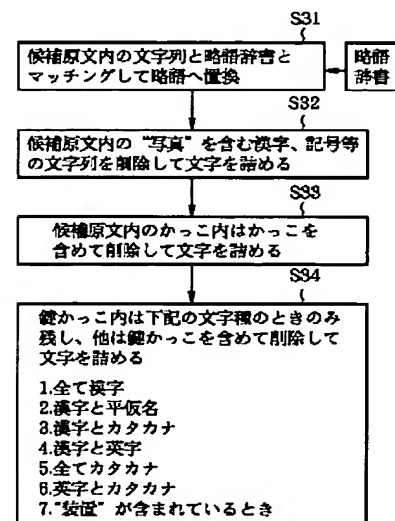 S31
候補原文内の文字列と略語辞書と
マッチングして略語へ置換
略語
辞書
S32
候補原文内の“写真”を含む漢字、記号等
の文字列を削除して文字を詰める
S33
候補原文内のかっこ内はかっこを
含めて削除して文字を詰める
S34
鍵かっこ内は下記の文字種のときのみ
残し、他は鍵かっこを含めて削除して
文字を詰める
1.全て漢字
2.漢字と平仮名
3.漢字とカタカナ
4.漢字と英字
5.全てカタカナ
6.英字とカタカナ
7.“装置”が含まれているとき